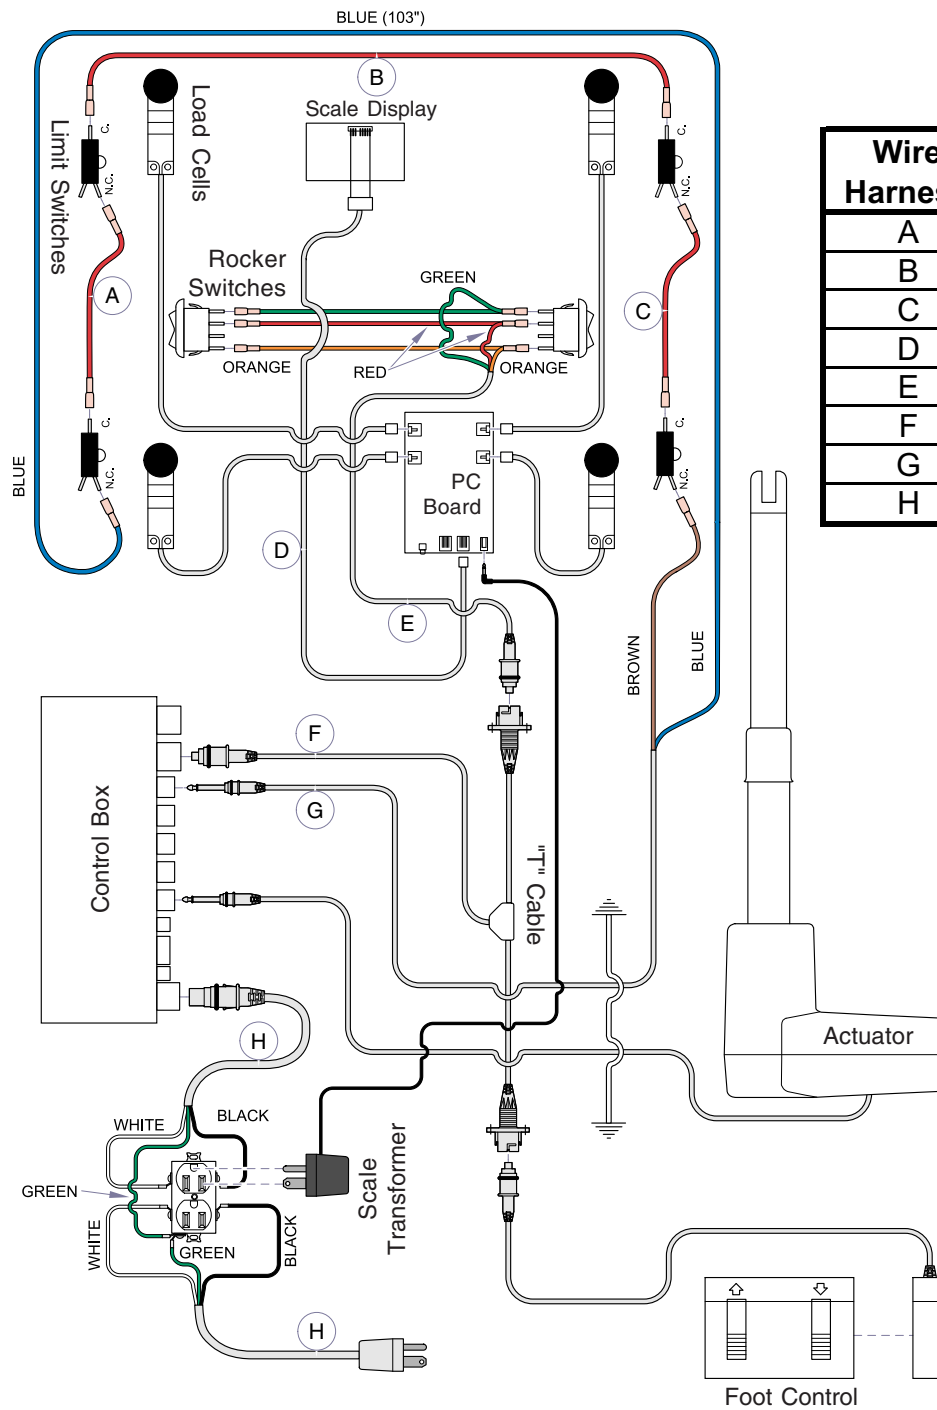 BLUE (103")
B
Scale Display
Load Cells
Limit Switches
C.
N.C.
C.
N.C.
Wire
Harnes
A
B
C
D
E
F
G
H
Rocker
Switches
GREEN
A
C
ORANGE
RED
ORANGE
C.
N.C.
C.
N.C.
BLUE
PC
Board
D
E
BROWN
BLUE
F
G
Control Box
"T" Cable
Actuator
H
WHITE
BLACK
GREEN
Scale
Transformer
WHITE
GREEN
BLACK
H
Foot Control